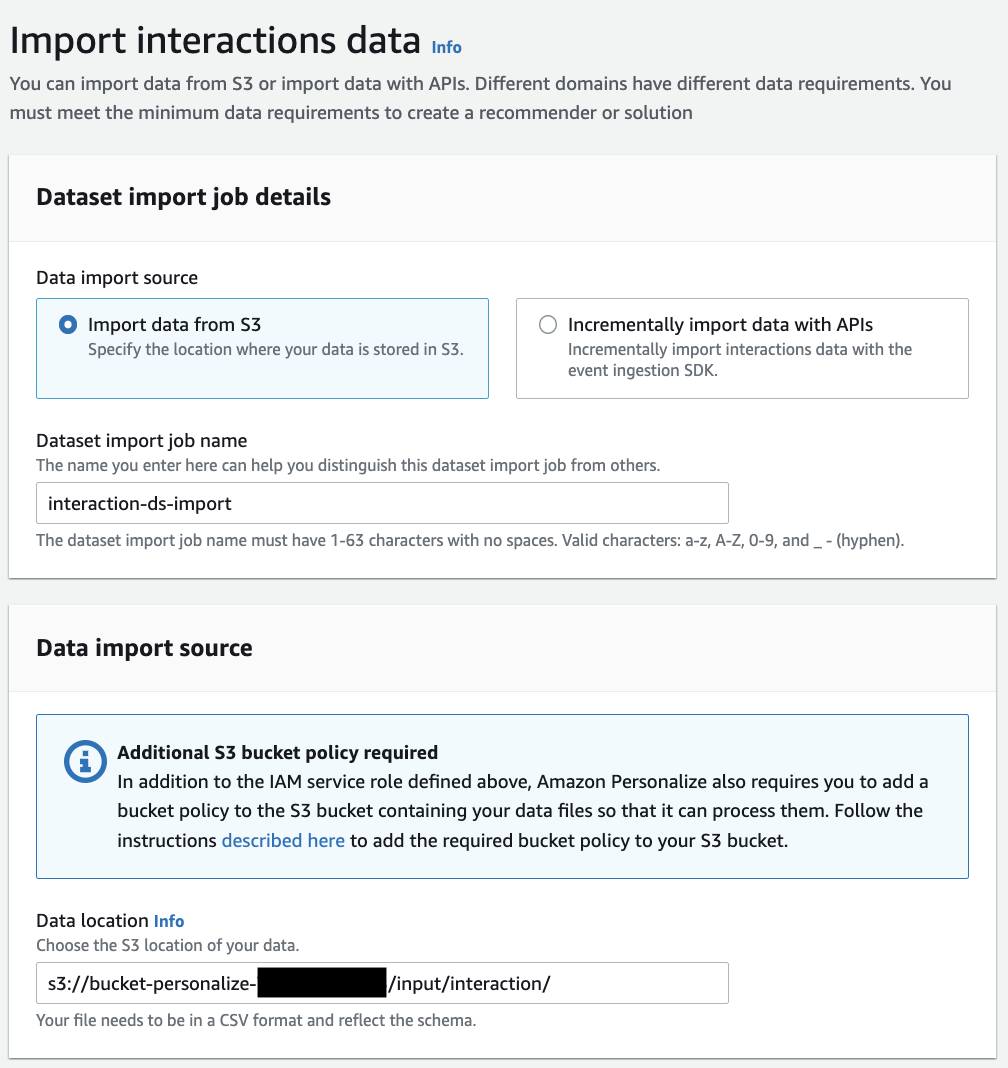 Import interactions data Info
You can import data from S3 or import data with APIs. Different domains have different data requirements. You
must meet the minimum data requirements to create a recommender or solution
Dataset import job details
Data import source
Import data from S3
Specify the location where your data is stored in S3.
Incrementally import data with APIs
Incrementally import interactions data with the
event ingestion SDK.
Dataset import job name
The name you enter here can help you distinguish this dataset import job from others.
interaction-ds-import
The dataset import job name must have 1-63 characters with no spaces. Valid characters: a-z, A-Z, 0-9, and _ - (hyphen).
Data import source
Additional S3 bucket policy required
In addition to the IAM service role defined above, Amazon Personalize also requires you to add a
bucket policy to the S3 bucket containing your data files so that it can process them. Follow the
instructions described here to add the required bucket policy to your S3 bucket.
Data location Info
Choose the S3 location of your data.
s3://bucket-personalize-/input/interaction/
Your file needs to be in a CSV format and reflect the schema.